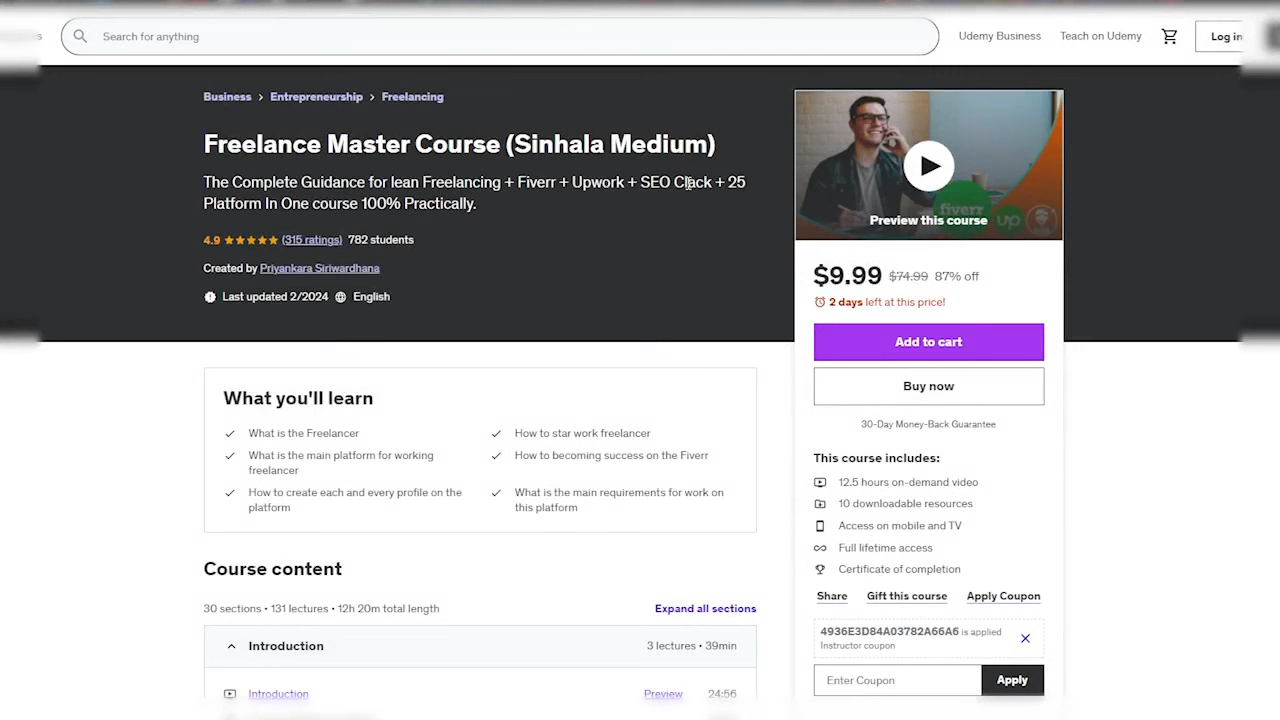 Search for anything
Udemy Business
Teach on Udemy
Log in
Business > Entrepreneurship > Freelancing
Freelance Master Course (Sinhala Medium)
The Complete Guidance for lean Freelancing + Fiverr + Upwork + SEO Clack + 25
Platform In One course 100% Practically.
4.9 (315 ratings) 782 students
Created by Priyankara Siriwardhana
Last updated 2/2024 English
fiverr
up
Preview this course
$9.99 $74.99 87% off
2 days left at this price!
Add to cart
Buy now
30-Day Money-Back Guarantee
This course includes:
12.5 hours on-demand video
10 downloadable resources
Access on mobile and TV
Full lifetime access
Certificate of completion
Share Gift this course Apply Coupon
4936E3D84A03782A66A6 is applied
Instructor coupon
Enter Coupon Apply
What you'll learn
What is the Freelancer
How to star work freelancer
What is the main platform for working
freelancer
How to becoming success on the Fiverr
How to create each and every profile on the
platform
What is the main requirements for work on
this platform
Course content
30 sections • 131 lectures • 12h 20m total length Expand all sections
Introduction 3 lectures • 39min
Introduction Preview 24:56